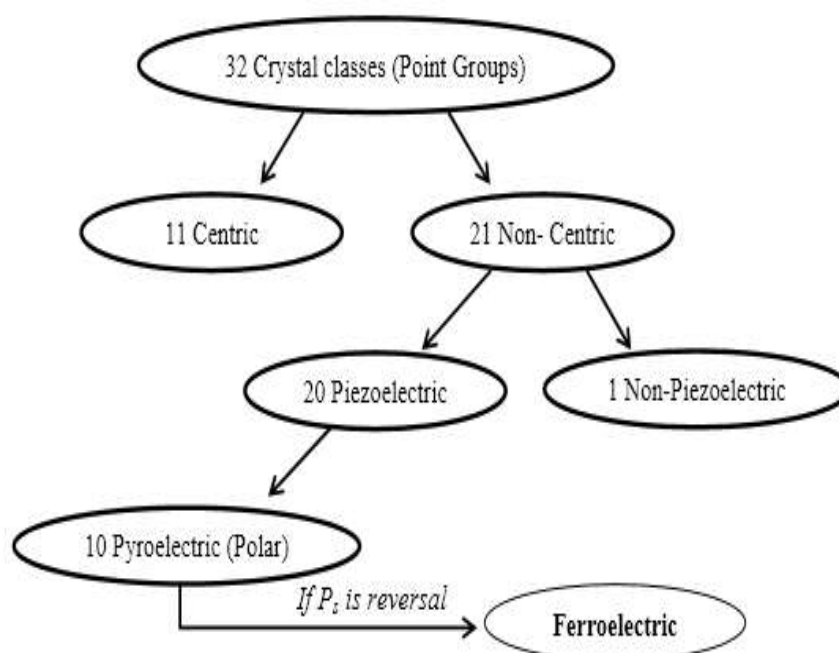 32 Crystal classes (Point Groups)
11 Centric
21 Non- Centric
20 Piezoelectric
1 Non-Piezoelectric
10 Pyroelectric (Polar)
If Ps is reversal
Ferroelectric